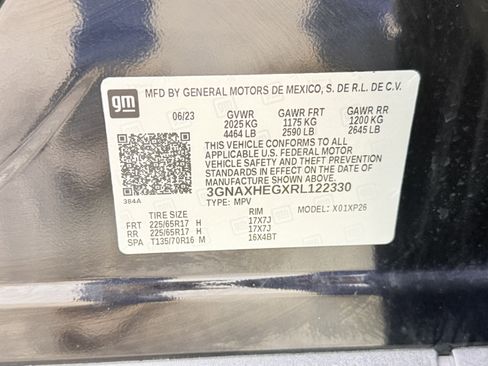 gm
MFD BY GENERAL MOTORS DE MEXICO, S. DE R.L. DE C.V.
06/23 GVWR GAWR FRT GAWR RR
2025 KG 1175 KG 1200 KG
4464 LB 2590 LB 2645 LB
THIS VEHICLE CONFORMS TO ALL
APPLICABLE U.S. FEDERAL MOTOR
VEHICLE SAFETY AND THEFT
PREVENTION STANDARDS IN
EFFECT ON THE DATE OF
MANUFACTURE SHOWN ABOVE.
3GNAXHEGXRL122330
TYPE: MPV MODEL: X01XP26
384A
TIRE SIZE RIM
FRT 225/65R17 H 17X7J
RR 225/65R17 H 17X7J
SPA T135/70R16 M 16X4BT